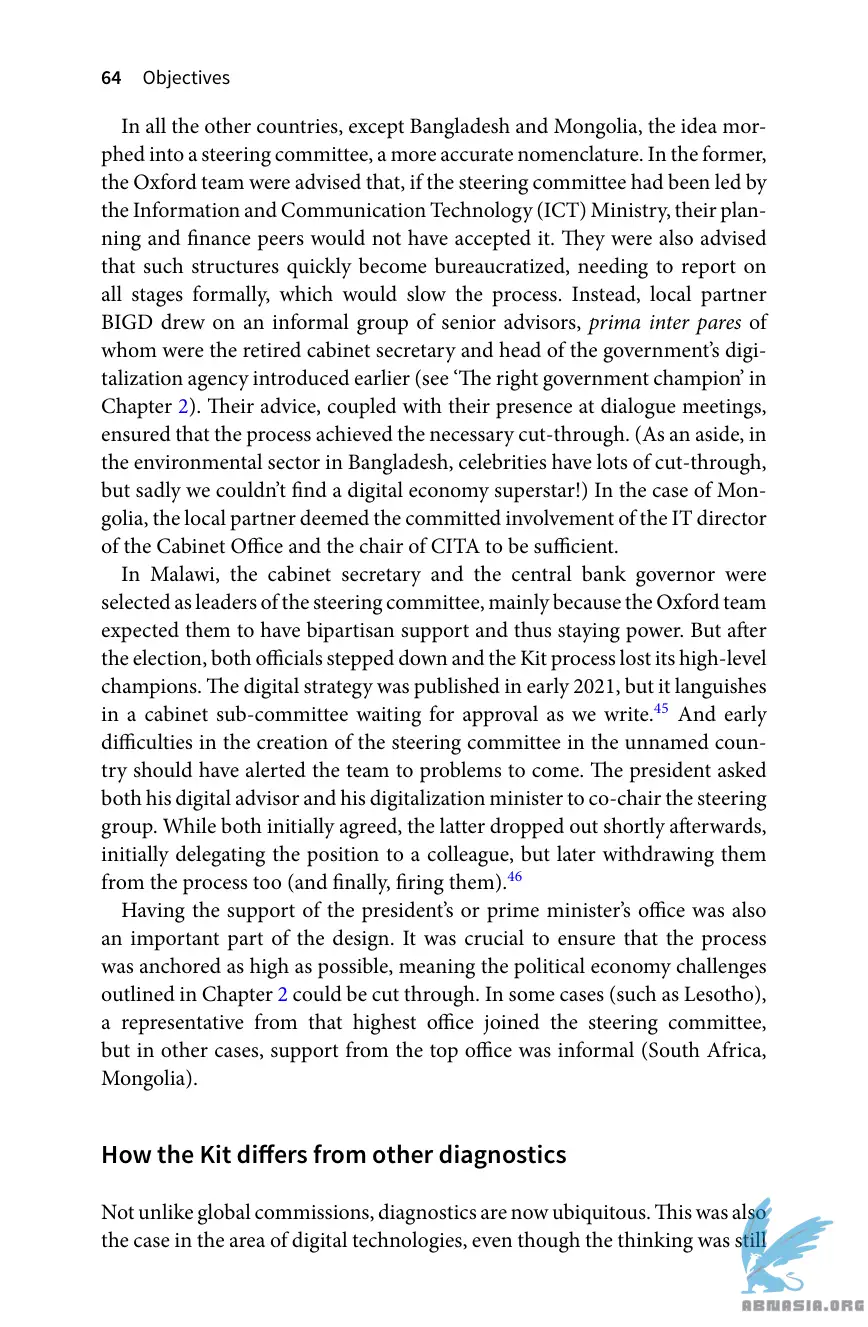 64 Objectives
In all the other countries, except Bangladesh and Mongolia, the idea mor-
phed into a steering committee, a more accurate nomenclature. In the former,
the Oxford team were advised that, if the steering committee had been led by
the Information and Communication Technology (ICT) Ministry, their plan-
ning and finance peers would not have accepted it. They were also advised
that such structures quickly become bureaucratized, needing to report on
all stages formally, which would slow the process. Instead, local partner
BIGD drew on an informal group of senior advisors, prima inter pares of
whom were the retired cabinet secretary and head of the government’s digi-
talization agency introduced earlier (see ‘The right government champion’ in
Chapter 2). Their advice, coupled with their presence at dialogue meetings,
ensured that the process achieved the necessary cut-through. (As an aside, in
the environmental sector in Bangladesh, celebrities have lots of cut-through,
but sadly we couldn’t find a digital economy superstar!) In the case of Mon-
golia, the local partner deemed the committed involvement of the IT director
of the Cabinet Office and the chair of CITA to be sufficient.
In Malawi, the cabinet secretary and the central bank governor were
selected as leaders of the steering committee, mainly because the Oxford team
expected them to have bipartisan support and thus staying power. But after
the election, both officials stepped down and the Kit process lost its high-level
champions. The digital strategy was published in early 2021, but it languishes
in a cabinet sub-committee waiting for approval as we write.45 And early
difficulties in the creation of the steering committee in the unnamed coun-
try should have alerted the team to problems to come. The president asked
both his digital advisor and his digitalization minister to co-chair the steering
group. While both initially agreed, the latter dropped out shortly afterwards,
initially delegating the position to a colleague, but later withdrawing them
from the process too (and finally, firing them).46
Having the support of the president’s or prime minister’s office was also
an important part of the design. It was crucial to ensure that the process
was anchored as high as possible, meaning the political economy challenges
outlined in Chapter 2 could be cut through. In some cases (such as Lesotho),
a representative from that highest office joined the steering committee,
but in other cases, support from the top office was informal (South Africa,
Mongolia).
How the Kit differs from other diagnostics
Not unlike global commissions, diagnostics are now ubiquitous. This was also
the case in the area of digital technologies, even though the thinking was still
ABNASIA.ORG